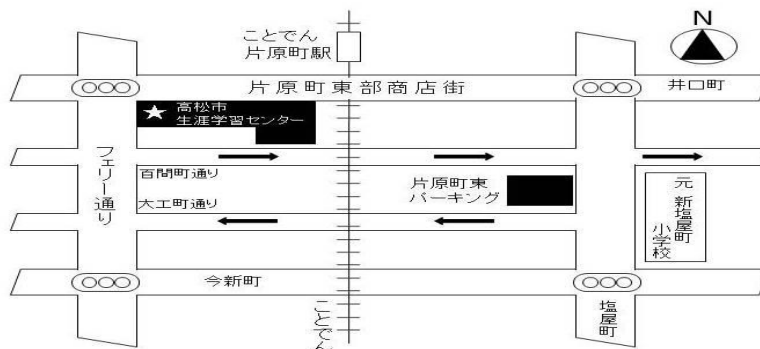 ことでん
片原町駅
N
片原町東部商店街
井口町
高松市
生涯学習センター
フェリー通り
百間町通り
大工町通り
片原町東
パーキング
元 新塩屋町
小学校
今新町
ことでん
塩屋町